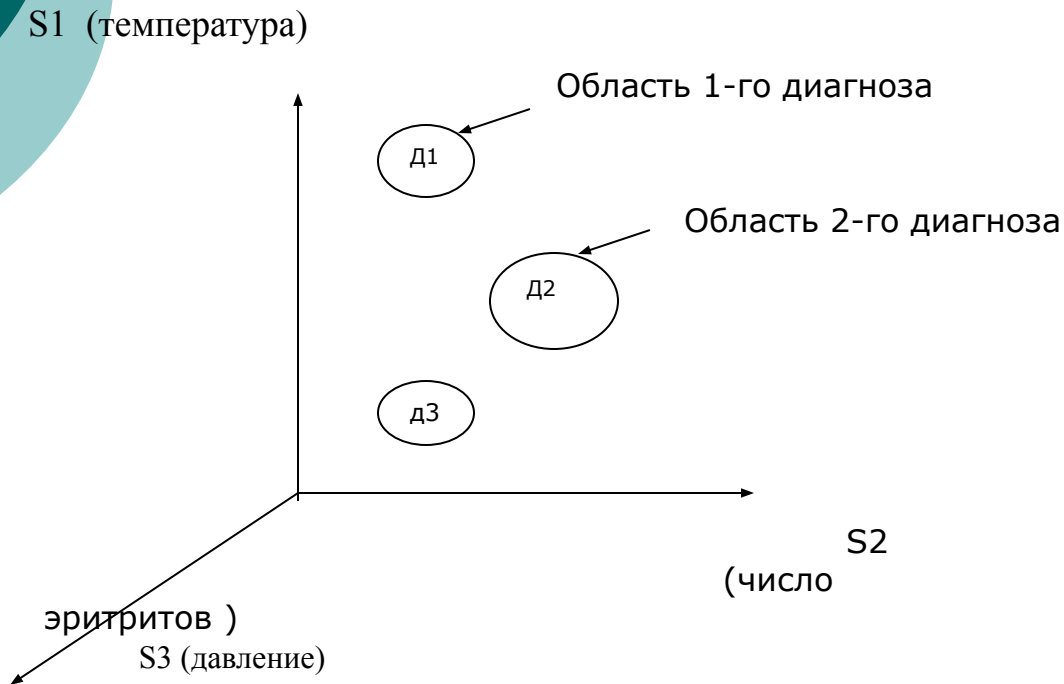 S1 (температура)
Область 1-го диагноза
Д1
Область 2-го диагноза
Д2
д3
S2
(число
эритритов )
S3 (давление)